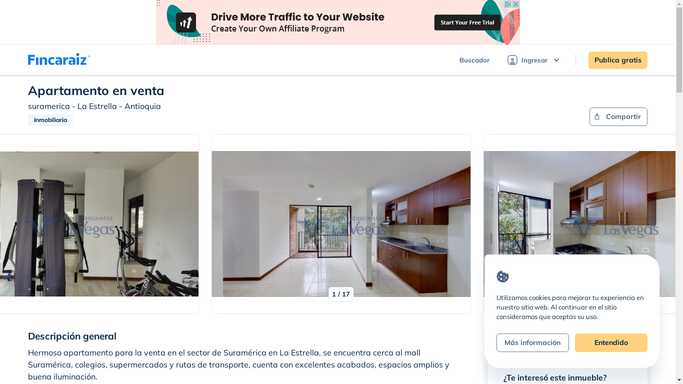 Drive More Traffic to Your Website
Create Your Own Affiliate Program
Start Your Free Trial
Fincaraiz
Buscador
Ingresar
Publica gratis
Apartamento en venta
suramerica - La Estrella - Antioquia
Inmobiliaria
Compartir
Vegas
Las Vegas
1 / 17
Utilizamos cookies para mejorar tu experiencia en
nuestro sitio web. Al continuar en el sitio
consideramos que aceptas su uso.
Más información
Entendido
Descripción general
Hermoso apartamento para la venta en el sector de Suramérica en La Estrella, se encuentra cerca al mall
Suramérica, colegios, supermercados y rutas de transporte, cuenta con excelentes acabados, espacios amplios y
buena iluminación.
¿Te interesó este inmueble?